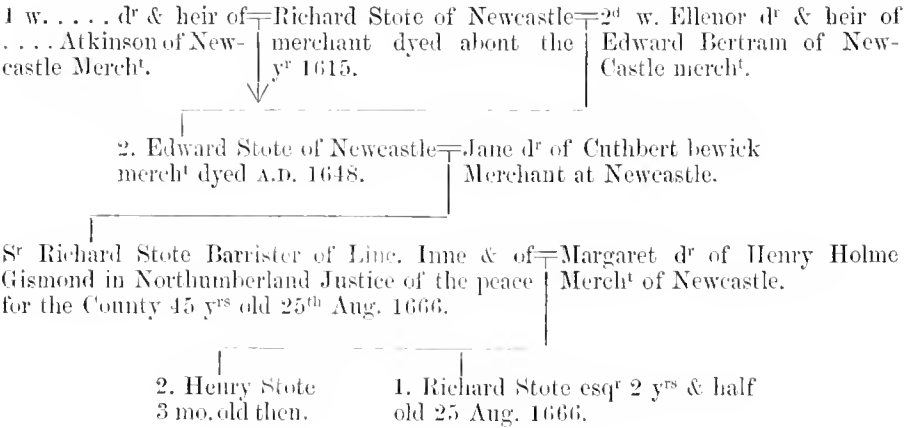 1 w. . . . . . dʳ & heir of
. . . . Atkinson of New-
castle Merchᵗ.
Richard Stote of Newcastle
merchant dyed about the
yʳ 1615.
2ᵈ w. Ellenor dʳ & heir of
Edward Bertram of New-
Castle merchᵗ.
2. Edward Stote of Newcastle
merchᵗ dyed A.D. 1648.
Jane dʳ of Cuthbert bewick
Merchant at Newcastle.
Sʳ Richard Stote Barrister of Linc. Inne & of
Gismond in Northumberland Justice of the peace
for the County 45 yʳˢ old 25ᵗʰ Aug. 1666.
Margaret dʳ of Henry Holme
Merchᵗ of Newcastle.
2. Henry Stote
3 mo. old then.
1. Richard Stote esqʳ 2 yʳˢ & half
old 25 Aug. 1666.